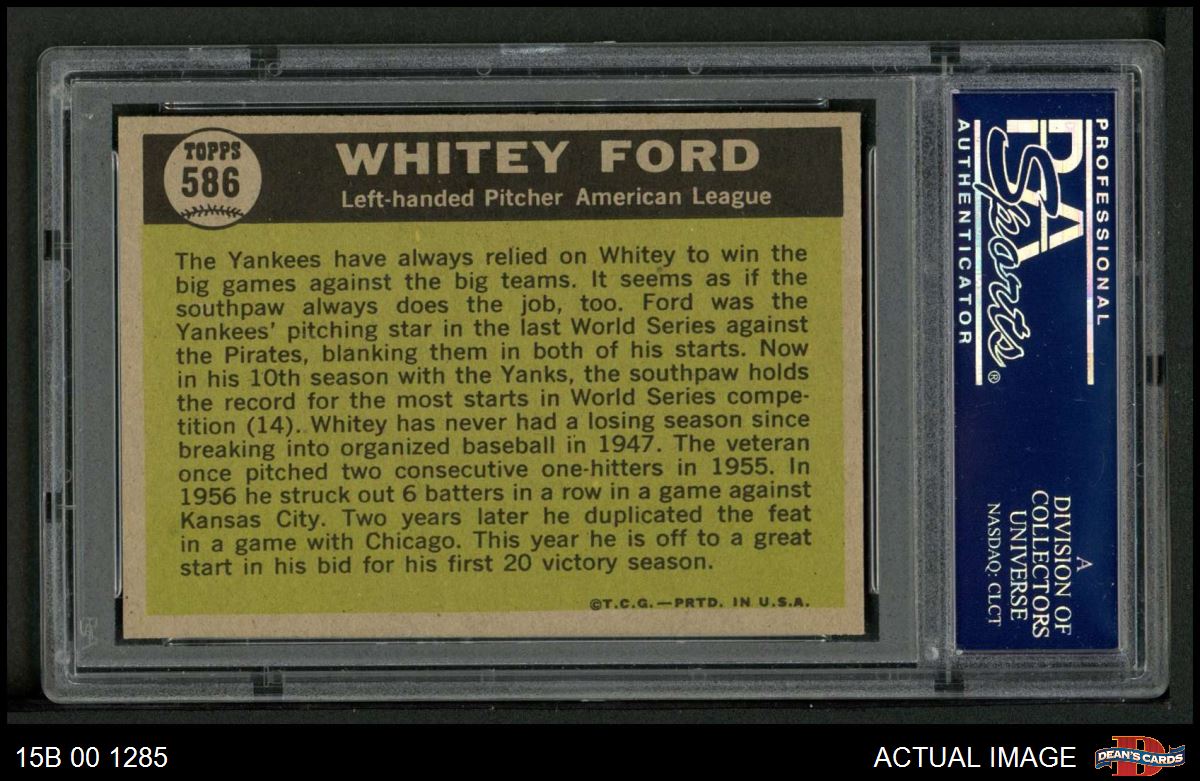 TOPPS
586
WHITEY FORD
Left-handed Pitcher American League
The Yankees have always relied on Whitey to win the
big games against the big teams. It seems as if the
southpaw always does the job, too. Ford was the
Yankees' pitching star in the last World Series against
the Pirates, blanking them in both of his starts. Now
in his 10th season with the Yanks, the southpaw holds
the record for the most starts in World Series compe-
tition (14). Whitey has never had a losing season since
breaking into organized baseball in 1947. The veteran
once pitched two consecutive one-hitters in 1955. In
1956 he struck out 6 batters in a row in a game against
Kansas City. Two years later he duplicated the feat
in a game with Chicago. This year he is off to a great
start in his bid for his first 20 victory season.
©T.C.G.—PRTD. IN U.S.A.
PROFESSIONAL
PSA
Sports®
AUTHENTICATOR
A
DIVISION OF
COLLECTORS
UNIVERSE
NASDAQ: CLCT
15B 00 1285
ACTUAL IMAGE
D
DEAN'S CARDS